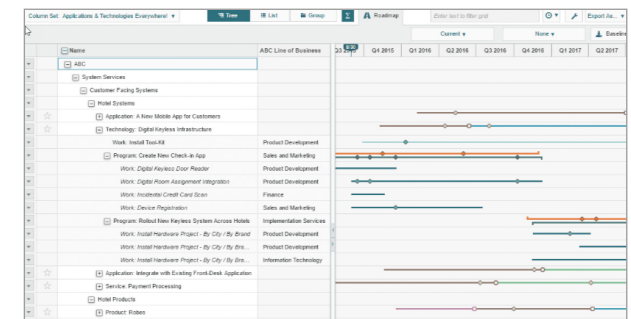 Column Set: Applications & Technologies Everywhere! Tree List Group Σ Roadmap Enter text to filter grid Export As...
Current None Baseline
Name ABC Line of Business Q3 2015 Q4 2015 Q1 2016 Q2 2016 Q3 2016 Q4 2016 Q1 2017 Q2 2017
ABC
System Services
Customer Facing Systems
Hotel Systems
Application: A New Mobile App for Customers
Technology: Digital Keyless Infrastructure
Work: Install Tool-Kit Product Development
Program: Create New Check-in App Sales and Marketing
Work: Digital Keyless Door Reader Product Development
Work: Digital Room Assignment Integration Product Development
Work: Incidental Credit Card Scan Finance
Work: Device Registration Sales and Marketing
Program: Rollout New Keyless System Across Hotels Implementation Services
Work: Install Hardware Project - By City / By Brand Product Development
Work: Install Hardware Project - By City / By Bra... Product Development
Work: Install Hardware Project - By City / By Bra... Information Technology
Application: Integrate with Existing Front-Desk Application
Service: Payment Processing
Hotel Products
Product: Robes